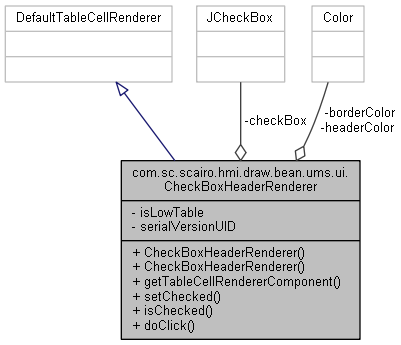 DefaultTableCellRenderer
JCheckBox
Color
-checkBox
-borderColor
-headerColor
com.sc.scairo.hmi.draw.bean.ums.ui.
CheckBoxHeaderRenderer
- isLowTable
- serialVersionUID
+ CheckBoxHeaderRenderer()
+ CheckBoxHeaderRenderer()
+ getTableCellRendererComponent()
+ setChecked()
+ isChecked()
+ doClick()